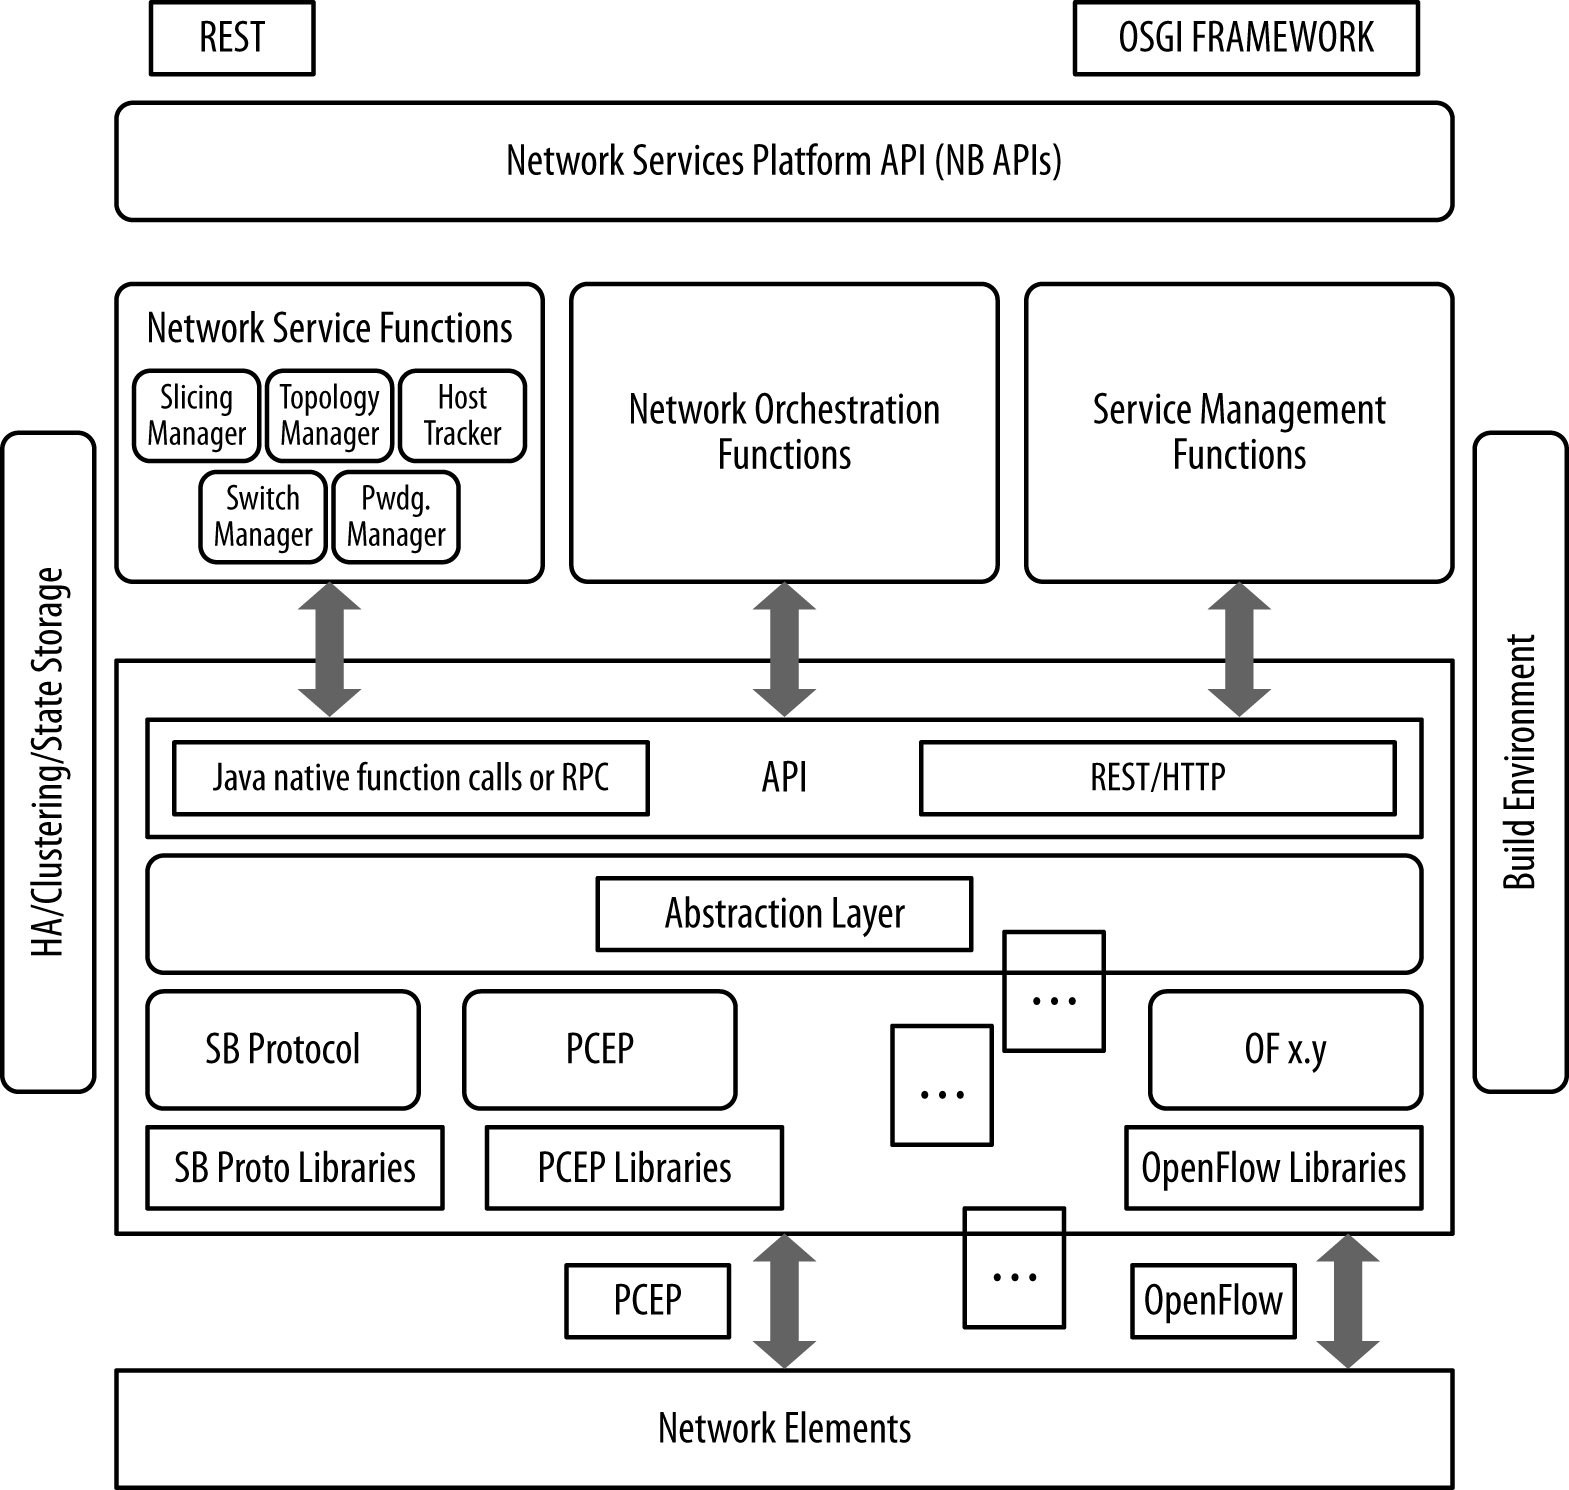 REST
OSGI FRAMEWORK
Network Services Platform API (NB APIs)
Network Service Functions
Slicing
Manager
Topology
Manager
Host
Tracker
Switch
Manager
Pwdg.
Manager
Network Orchestration
Functions
Service Management
Functions
HA/Clustering/State Storage
Build Environment
Java native function calls or RPC
API
REST/HTTP
Abstraction Layer
...
SB Protocol
PCEP
...
OF x.y
SB Proto Libraries
PCEP Libraries
OpenFlow Libraries
PCEP
...
OpenFlow
Network Elements